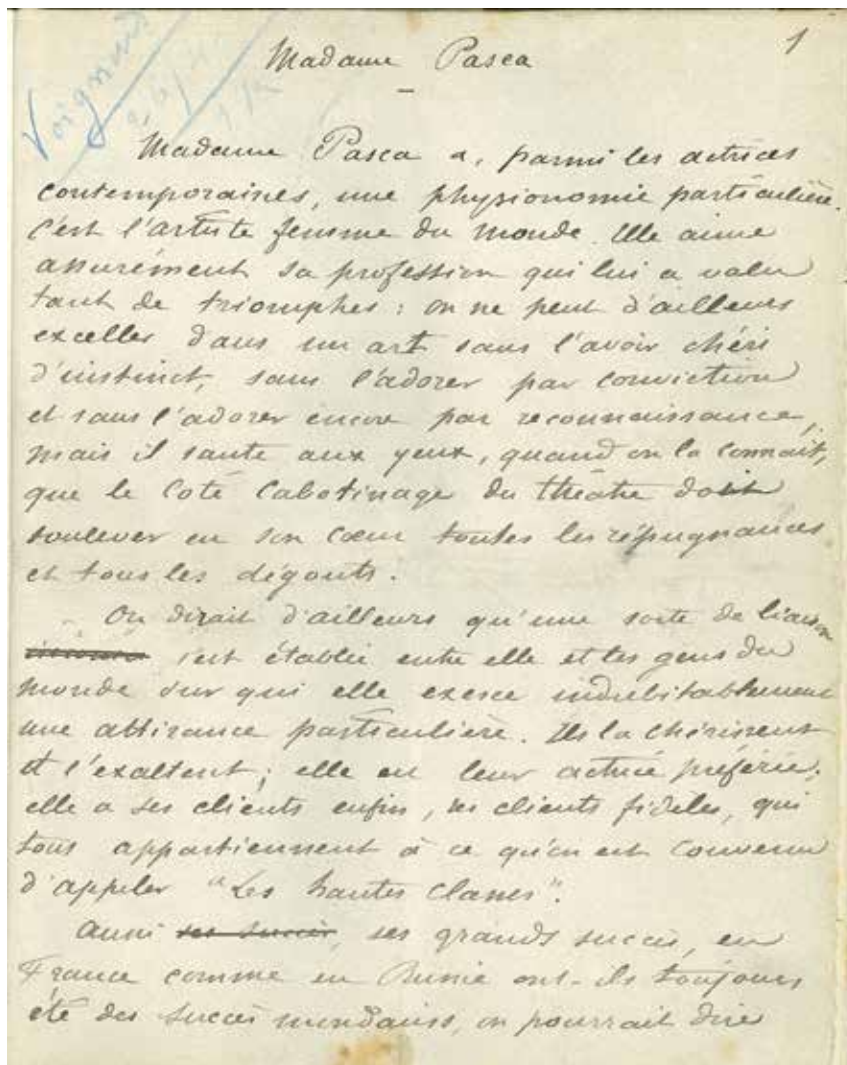 1
Madame Pasca
Voignand
Madame Pasca a, parmi les actrices
contemporaines, une physionomie particulière.
C'est l'artiste femme du monde. Elle aime
assurément sa profession qui lui a valu
tant de triomphes : on ne peut d'ailleurs
exceller dans un art sans l'avoir chéri
d'instinct, sans l'adorer par conviction
et sans l'adorer encore par reconnaissance,
mais il saute aux yeux, quand on la connait,
que le coté cabotinage du théâtre doit
soulever en son cœur toutes les répugnances
et tous les dégouts.
On dirait d'ailleurs qu'une sorte de liaison
s'est établie entre elle et les gens du
monde sur qui elle exerce indubitablement
une attirance particulière. Ils la chérissent
et l'exaltent ; elle est leur actrice préférée ;
elle a ses clients enfin, ses clients fidèles, qui
tous appartiennent à ce qu'on est convenu
d'appeler "Les hautes classes".
Aussi ses succès, ses grands succès, en
France comme en Russie ont-ils toujours
été des succès mondains, on pourrait dire